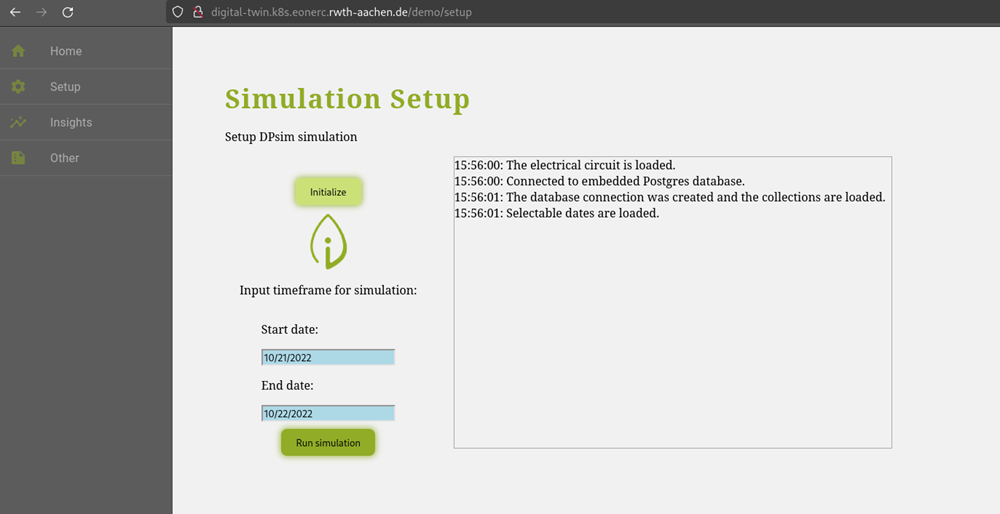 digital-twin.k8s.eonerc.rwth-aachen.de/demo/setup
Home
Setup
Insights
Other
Simulation Setup
Setup DPsim simulation
Initialize
Input timeframe for simulation:
Start date:
10/21/2022
End date:
10/22/2022
Run simulation
15:56:00: The electrical circuit is loaded.
15:56:00: Connected to embedded Postgres database.
15:56:01: The database connection was created and the collections are loaded.
15:56:01: Selectable dates are loaded.